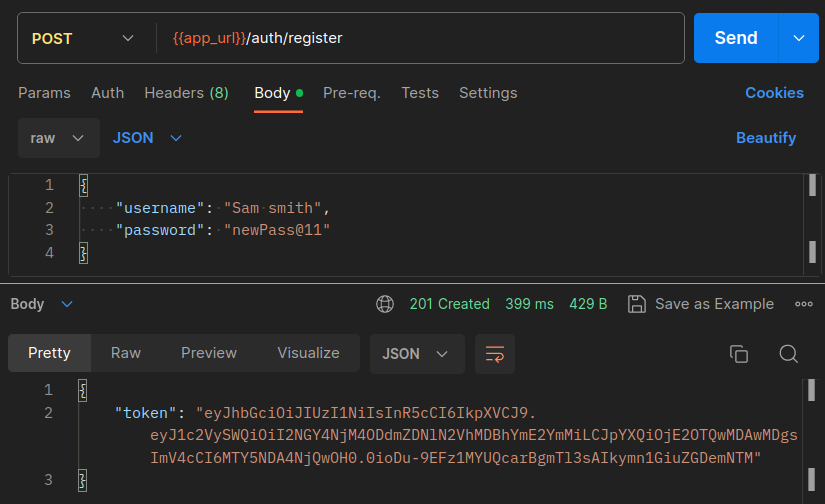 POST {{app_url}}/auth/register Send
Params Auth Headers (8) Body Pre-req. Tests Settings Cookies
raw JSON Beautify
1 {
2 "username": "Sam smith",
3 "password": "newPass@11"
4 }
Body 201 Created 399 ms 429 B Save as Example
Pretty Raw Preview Visualize JSON
1 {
2 "token": "eyJhbGciOiJIUzI1NiIsInR5cCI6IkpXVCJ9.
eyJ1c2VySWQiOiI2NGY4NjM4ODdmZDNlN2VhMDBhYmE2YmMiLCJpYXQiOjE2OTQwMDAwMDgs
ImV4cCI6MTY5NDA4NjQwOH0.0ioDu-9EFz1MYUQcarBgmTl3sAIkymn1GiuZGDemNTM"
3 }